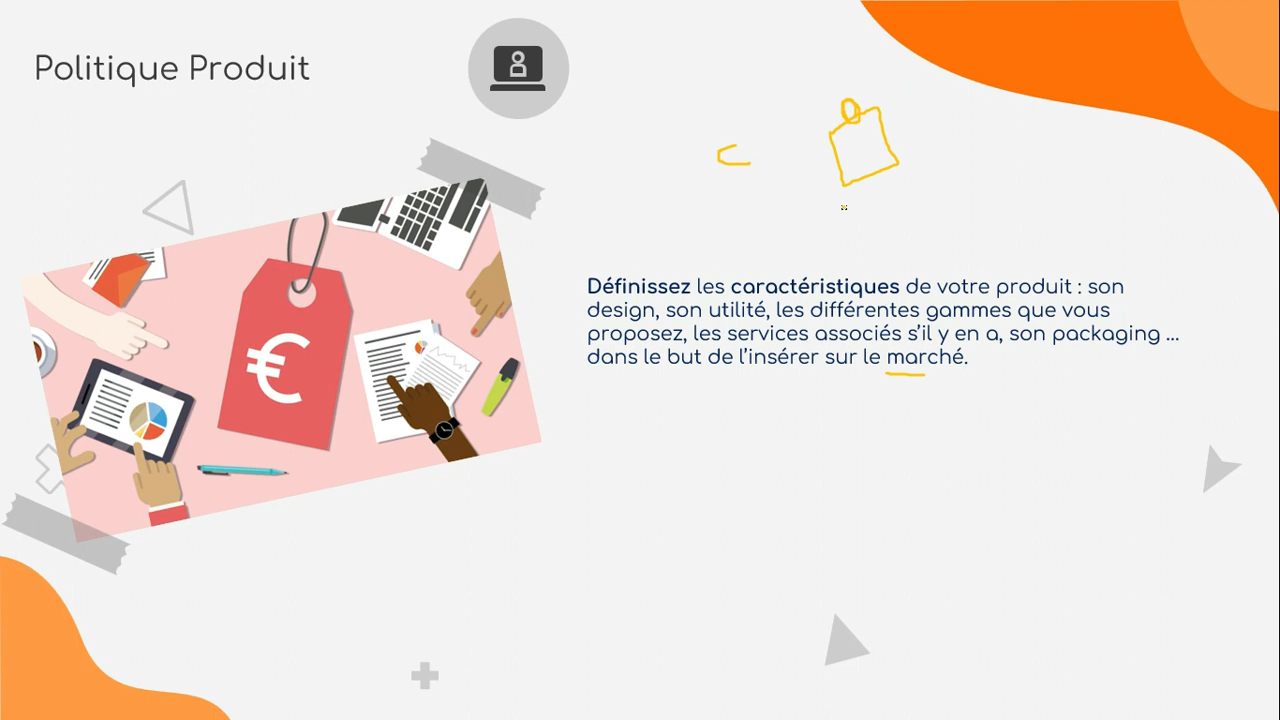 Politique Produit
€
Définissez les caractéristiques de votre produit : son
design, son utilité, les différentes gammes que vous
proposez, les services associés s'il y en a, son packaging ...
dans le but de l'insérer sur le marché.